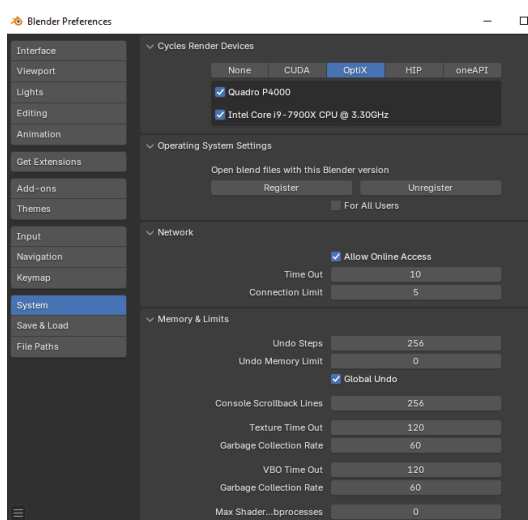 Blender Preferences
Interface
Viewport
Lights
Editing
Animation
Get Extensions
Add-ons
Themes
Input
Navigation
Keymap
System
Save & Load
File Paths
Cycles Render Devices
None CUDA OptiX HIP oneAPI
Quadro P4000
Intel Core i9-7900X CPU @ 3.30GHz
Operating System Settings
Open blend files with this Blender version
Register Unregister
For All Users
Network
Allow Online Access
Time Out 10
Connection Limit 5
Memory & Limits
Undo Steps 256
Undo Memory Limit 0
Global Undo
Console Scrollback Lines 256
Texture Time Out 120
Garbage Collection Rate 60
VBO Time Out 120
Garbage Collection Rate 60
Max Shader...bprocesses 0